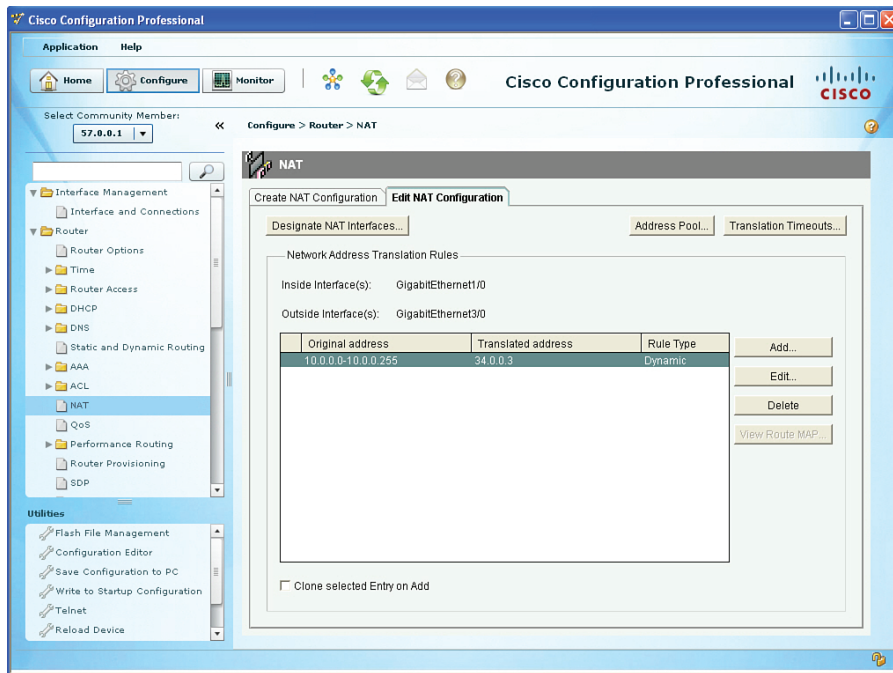 Cisco Configuration Professional
Application Help
Home Configure Monitor Cisco Configuration Professional CISCO
Select Community Member:
57.0.0.1
Configure > Router > NAT
Interface Management
Interface and Connections
Router
Router Options
Time
Router Access
DHCP
DNS
Static and Dynamic Routing
AAA
ACL
NAT
QoS
Performance Routing
Router Provisioning
SDP
Utilities
Flash File Management
Configuration Editor
Save Configuration to PC
Write to Startup Configuration
Telnet
Reload Device
NAT
Create NAT Configuration Edit NAT Configuration
Designate NAT Interfaces... Address Pool... Translation Timeouts...
Network Address Translation Rules
Inside Interface(s): GigabitEthernet1/0
Outside Interface(s): GigabitEthernet3/0
Original address Translated address Rule Type
10.0.0.0-10.0.0.255 34.0.0.3 Dynamic
Add...
Edit...
Delete
View Route MAP...
Clone selected Entry on Add